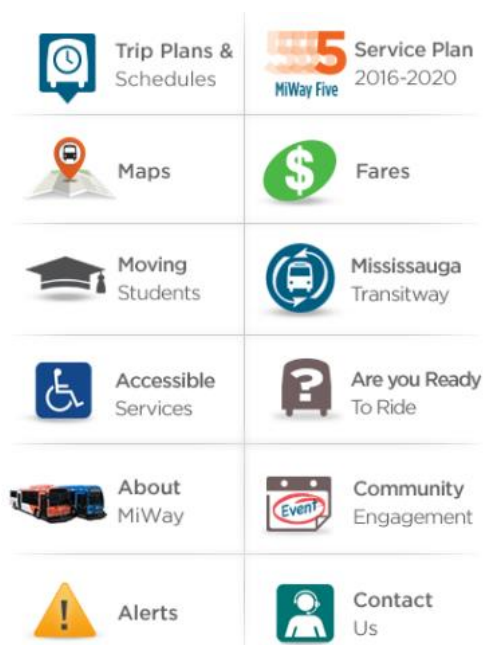 Trip Plans &
Schedules
5
MiWay Five
Service Plan
2016-2020
Maps
$
Fares
Moving
Students
Mississauga
Transitway
Accessible
Services
?
Are you Ready
To Ride
About
MiWay
Event
Community
Engagement
!
Alerts
Contact
Us